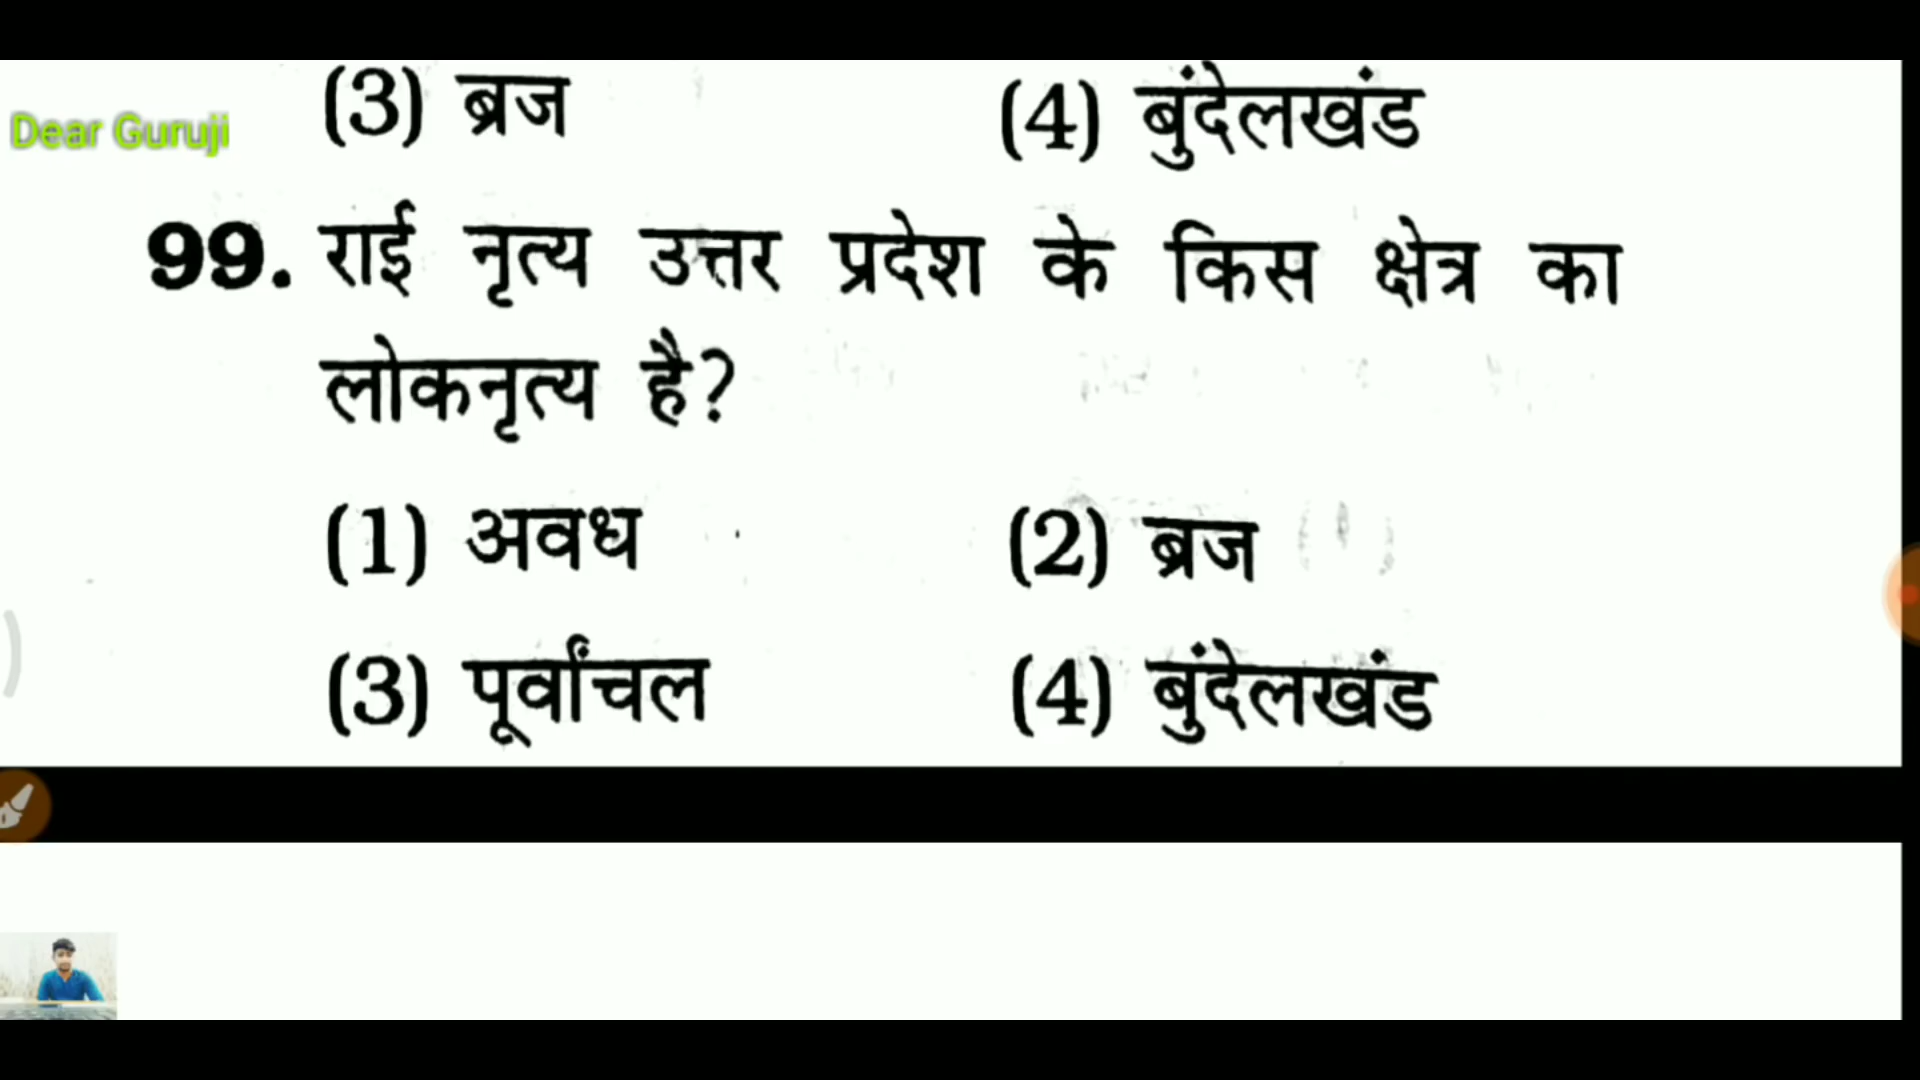 (3) ब्रज (4) बुंदेलखंड
Dear Guruji
99. राई नृत्य उत्तर प्रदेश के किस क्षेत्र का
लोकनृत्य है?
(1) अवध (2) ब्रज
(3) पूर्वांचल (4) बुंदेलखंड